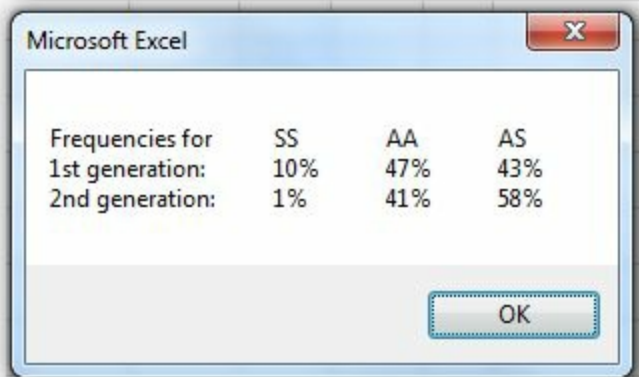 Microsoft Excel
Frequencies for SS AA AS
1st generation: 10% 47% 43%
2nd generation: 1% 41% 58%
OK